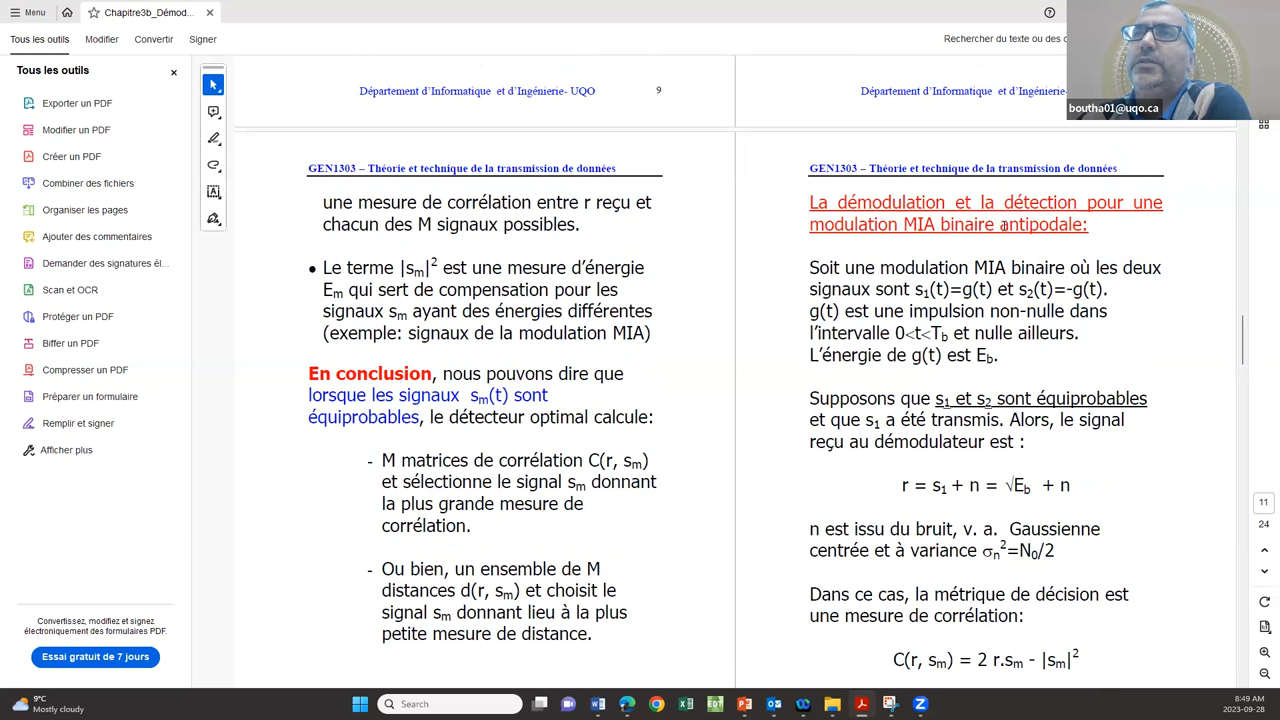 Menu
Chapitre3b_Démod...
Tous les outils
Modifier
Convertir
Signer
Rechercher du texte ou des
Tous les outils
Exporter un PDF
Modifier un PDF
Créer un PDF
Combiner des fichiers
Organiser les pages
Ajouter des commentaires
Demander des signatures él...
Scan et OCR
Protéger un PDF
Biffer un PDF
Compresser un PDF
Préparer un formulaire
Remplir et signer
Afficher plus
Convertissez, modifiez et signez
électroniquement des formulaires PDF.
Essai gratuit de 7 jours
Département d'Informatique et d'Ingénierie- UQO 9
GEN1303 – Théorie et technique de la transmission de données
une mesure de corrélation entre r reçu et
chacun des M signaux possibles.
• Le terme |sm|² est une mesure d'énergie
Em qui sert de compensation pour les
signaux sm ayant des énergies différentes
(exemple: signaux de la modulation MIA)
En conclusion, nous pouvons dire que
lorsque les signaux sm(t) sont
équiprobables, le détecteur optimal calcule:
- M matrices de corrélation C(r, sm)
et sélectionne le signal sm donnant
la plus grande mesure de
corrélation.
- Ou bien, un ensemble de M
distances d(r, sm) et choisit le
signal sm donnant lieu à la plus
petite mesure de distance.
Département d'Informatique et d'Ingénierie-
GEN1303 – Théorie et technique de la transmission de données
La démodulation et la détection pour une
modulation MIA binaire antipodale:
Soit une modulation MIA binaire où les deux
signaux sont s1(t)=g(t) et s2(t)=-g(t).
g(t) est une impulsion non-nulle dans
l'intervalle 0<t<Tb et nulle ailleurs.
L'énergie de g(t) est Eb.
Supposons que s1 et s2 sont équiprobables
et que s1 a été transmis. Alors, le signal
reçu au démodulateur est :
r = s1 + n = √Eb + n
n est issu du bruit, v. a. Gaussienne
centrée et à variance σn²=N0/2
Dans ce cas, la métrique de décision est
une mesure de corrélation:
C(r, sm) = 2 r.sm - |sm|²
boutha01@uqo.ca
11
24
9°C
Mostly cloudy
Search
8:49 AM
2023-09-28